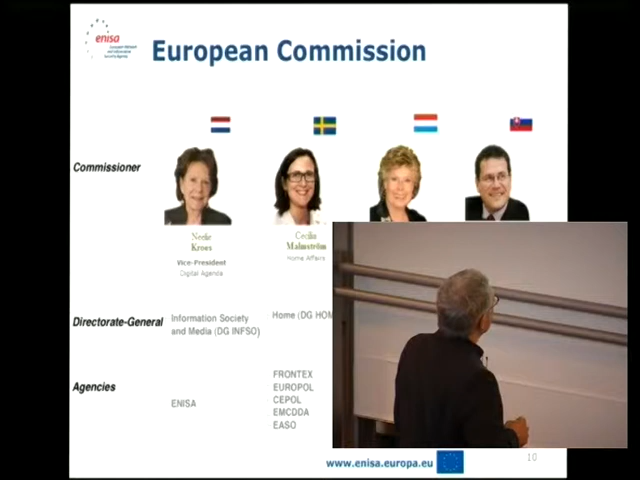 enisa
European Commission
Commissioner
Neelie
Kroes
Vice-President
Digital Agenda
Cecilia
Malmström
Home Affairs
Directorate-General
Information Society
and Media (DG INFSO)
Home (DG HOM
Agencies
ENISA
FRONTEX
EUROPOL
CEPOL
EMCDDA
EASO
www.enisa.europa.eu
10